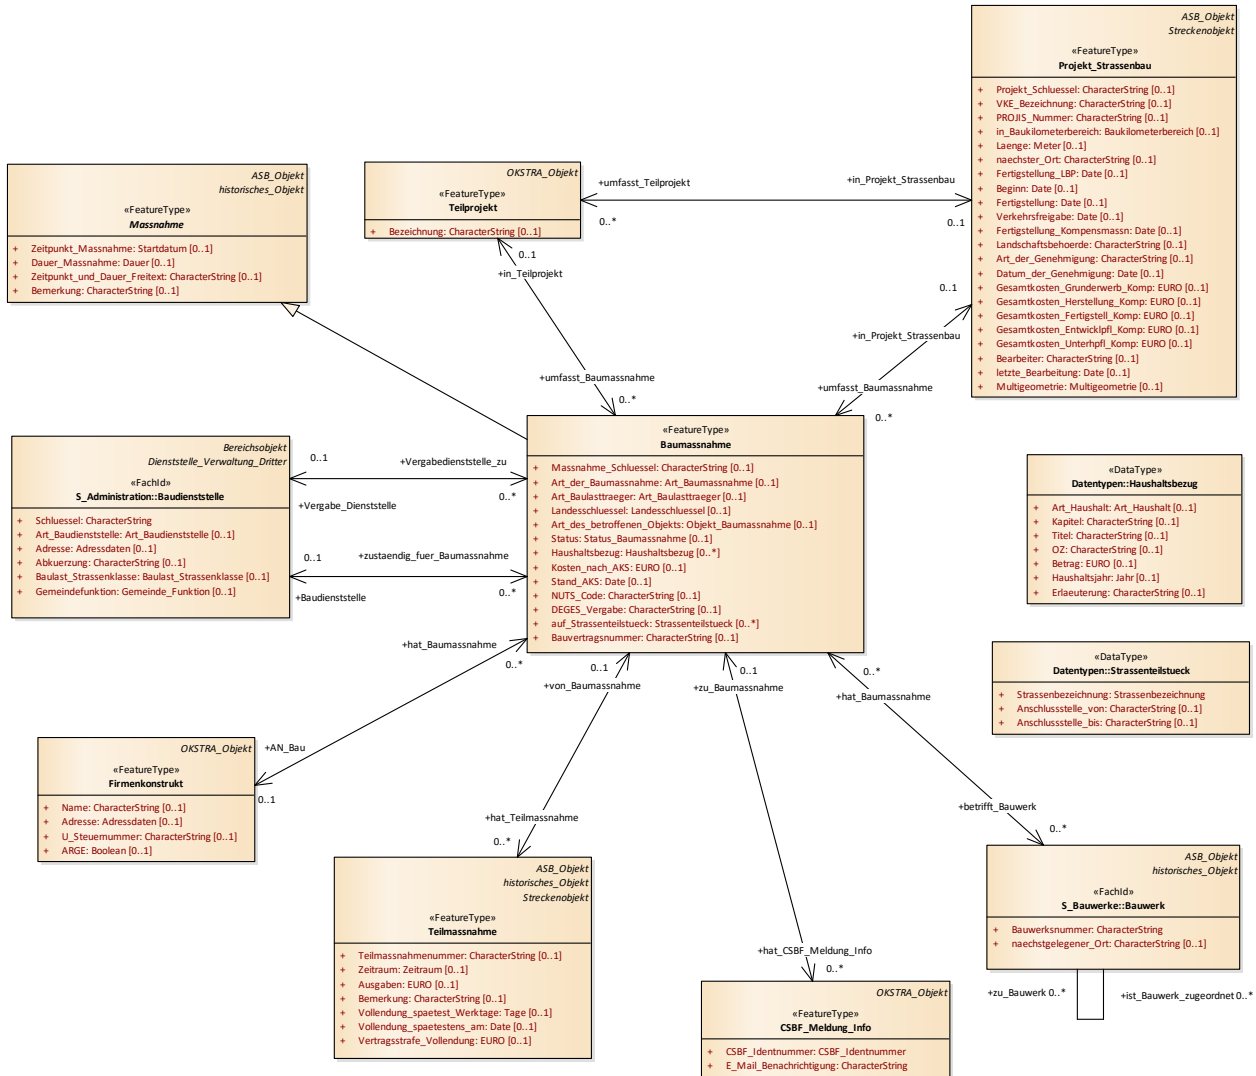 ASB_Objekt
Streckenobjekt
«FeatureType»
Projekt_Strassenbau
+ Projekt_Schluessel: CharacterString [0..1]
+ VKE_Bezeichnung: CharacterString [0..1]
+ PROJIS_Nummer: CharacterString [0..1]
+ in_Baukilometerbereich: Baukilometerbereich [0..1]
+ Laenge: Meter [0..1]
+ naechster_Ort: CharacterString [0..1]
+ Fertigstellung_LBP: Date [0..1]
+ Beginn: Date [0..1]
+ Fertigstellung: Date [0..1]
+ Verkehrsfreigabe: Date [0..1]
+ Fertigstellung_Kompensmassn: Date [0..1]
+ Landschaftsbehoerde: CharacterString [0..1]
+ Art_der_Genehmigung: CharacterString [0..1]
+ Datum_der_Genehmigung: Date [0..1]
+ Gesamtkosten_Grunderwerb_Komp: EURO [0..1]
+ Gesamtkosten_Herstellung_Komp: EURO [0..1]
+ Gesamtkosten_Fertigstell_Komp: EURO [0..1]
+ Gesamtkosten_Entwicklpfl_Komp: EURO [0..1]
+ Gesamtkosten_Unterhpfl_Komp: EURO [0..1]
+ Bearbeiter: CharacterString [0..1]
+ letzte_Bearbeitung: Date [0..1]
+ Multigeometrie: Multigeometrie [0..1]
ASB_Objekt
historisches_Objekt
«FeatureType»
Massnahme
+ Zeitpunkt_Massnahme: Startdatum [0..1]
+ Dauer_Massnahme: Dauer [0..1]
+ Zeitpunkt_und_Dauer_Freitext: CharacterString [0..1]
+ Bemerkung: CharacterString [0..1]
OKSTRA_Objekt
«FeatureType»
Teilprojekt
+ Bezeichnung: CharacterString [0..1]
+umfasst_Teilprojekt
0..*
+in_Projekt_Strassenbau
0..1
0..1
+in_Teilprojekt
+umfasst_Baumassnahme
0..*
0..1
+in_Projekt_Strassenbau
+umfasst_Baumassnahme
0..*
«FeatureType»
Baumassnahme
+ Massnahme_Schluessel: CharacterString [0..1]
+ Art_der_Baumassnahme: Art_Baumassnahme [0..1]
+ Art_Baulasttraeger: Art_Baulasttraeger [0..1]
+ Landesschluessel: Landesschluessel [0..1]
+ Art_des_betroffenen_Objekts: Objekt_Baumassnahme [0..1]
+ Status: Status_Baumassnahme [0..1]
+ Haushaltsbezug: Haushaltsbezug [0..*]
+ Kosten_nach_AKS: EURO [0..1]
+ Stand_AKS: Date [0..1]
+ NUTS_Code: CharacterString [0..1]
+ DEGES_Vergabe: CharacterString [0..1]
+ auf_Strassenteilstueck: Strassenteilstueck [0..*]
+ Bauvertragsnummer: CharacterString [0..1]
Bereichsobjekt
Dienststelle_Verwaltung_Dritter
«FachId»
S_Administration::Baudienststelle
+ Schluessel: CharacterString
+ Art_Baudienststelle: Art_Baudienststelle [0..1]
+ Adresse: Adressdaten [0..1]
+ Abkuerzung: CharacterString [0..1]
+ Baulast_Strassenklasse: Baulast_Strassenklasse [0..1]
+ Gemeindefunktion: Gemeinde_Funktion [0..1]
0..1
+Vergabedienststelle_zu
0..*
+Vergabe_Dienststelle
0..1
+zustaendig_fuer_Baumassnahme
0..*
+Baudienststelle
«DataType»
Datentypen::Haushaltsbezug
+ Art_Haushalt: Art_Haushalt [0..1]
+ Kapitel: CharacterString [0..1]
+ Titel: CharacterString [0..1]
+ OZ: CharacterString [0..1]
+ Betrag: EURO [0..1]
+ Haushaltsjahr: Jahr [0..1]
+ Erlaeuterung: CharacterString [0..1]
«DataType»
Datentypen::Strassenteilstueck
+ Strassenbezeichnung: Strassenbezeichnung
+ Anschlussstelle_von: CharacterString [0..1]
+ Anschlussstelle_bis: CharacterString [0..1]
+hat_Baumassnahme
0..*
+AN_Bau
0..1
0..1
+von_Baumassnahme
+hat_Teilmassnahme
0..*
0..1
+zu_Baumassnahme
+hat_CSBF_Meldung_Info
0..*
0..*
+hat_Baumassnahme
+betrifft_Bauwerk
0..*
OKSTRA_Objekt
«FeatureType»
Firmenkonstrukt
+ Name: CharacterString [0..1]
+ Adresse: Adressdaten [0..1]
+ U_Steuernummer: CharacterString [0..1]
+ ARGE: Boolean [0..1]
ASB_Objekt
historisches_Objekt
Streckenobjekt
«FeatureType»
Teilmassnahme
+ Teilmassnahmenummer: CharacterString [0..1]
+ Zeitraum: Zeitraum [0..1]
+ Ausgaben: EURO [0..1]
+ Bemerkung: CharacterString [0..1]
+ Vollendung_spaetest_Werktage: Tage [0..1]
+ Vollendung_spaetestens_am: Date [0..1]
+ Vertragsstrafe_Vollendung: EURO [0..1]
OKSTRA_Objekt
«FeatureType»
CSBF_Meldung_Info
+ CSBF_Identnummer: CSBF_Identnummer
+ E_Mail_Benachrichtigung: CharacterString
ASB_Objekt
historisches_Objekt
«FachId»
S_Bauwerke::Bauwerk
+ Bauwerksnummer: CharacterString
+ naechstgelegener_Ort: CharacterString [0..1]
+zu_Bauwerk 0..*
+ist_Bauwerk_zugeordnet 0..*